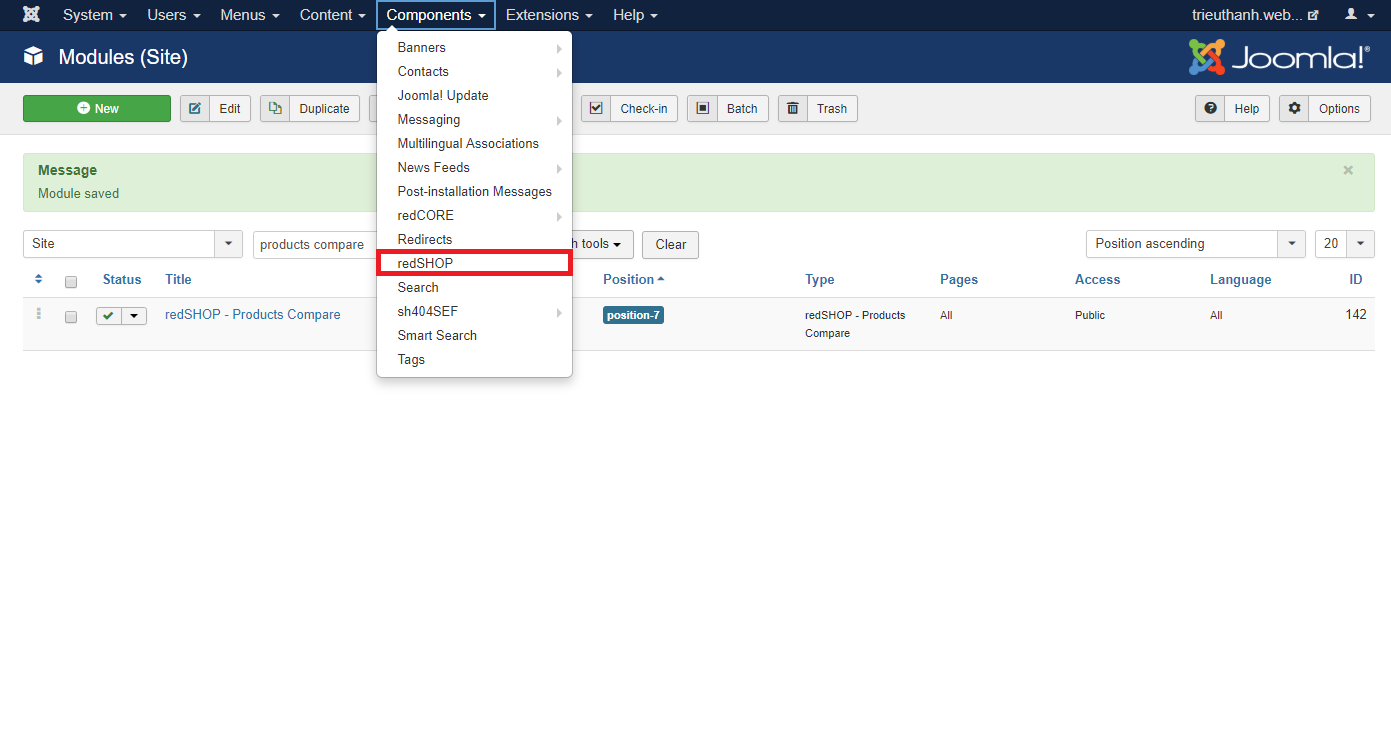 System Users Menus Content Components Extensions Help trieuthanh.web...
Modules (Site) Joomla!®
New Edit Duplicate Check-in Batch Trash Help Options
Banners
Contacts
Joomla! Update
Messaging
Multilingual Associations
News Feeds
Post-installation Messages
redCORE
Redirects
redSHOP
Search
sh404SEF
Smart Search
Tags
Message
Module saved
Site products compare tools Clear Position ascending 20
Status Title Position Type Pages Access Language ID
redSHOP - Products Compare position-7 redSHOP - Products All Public All 142
Compare